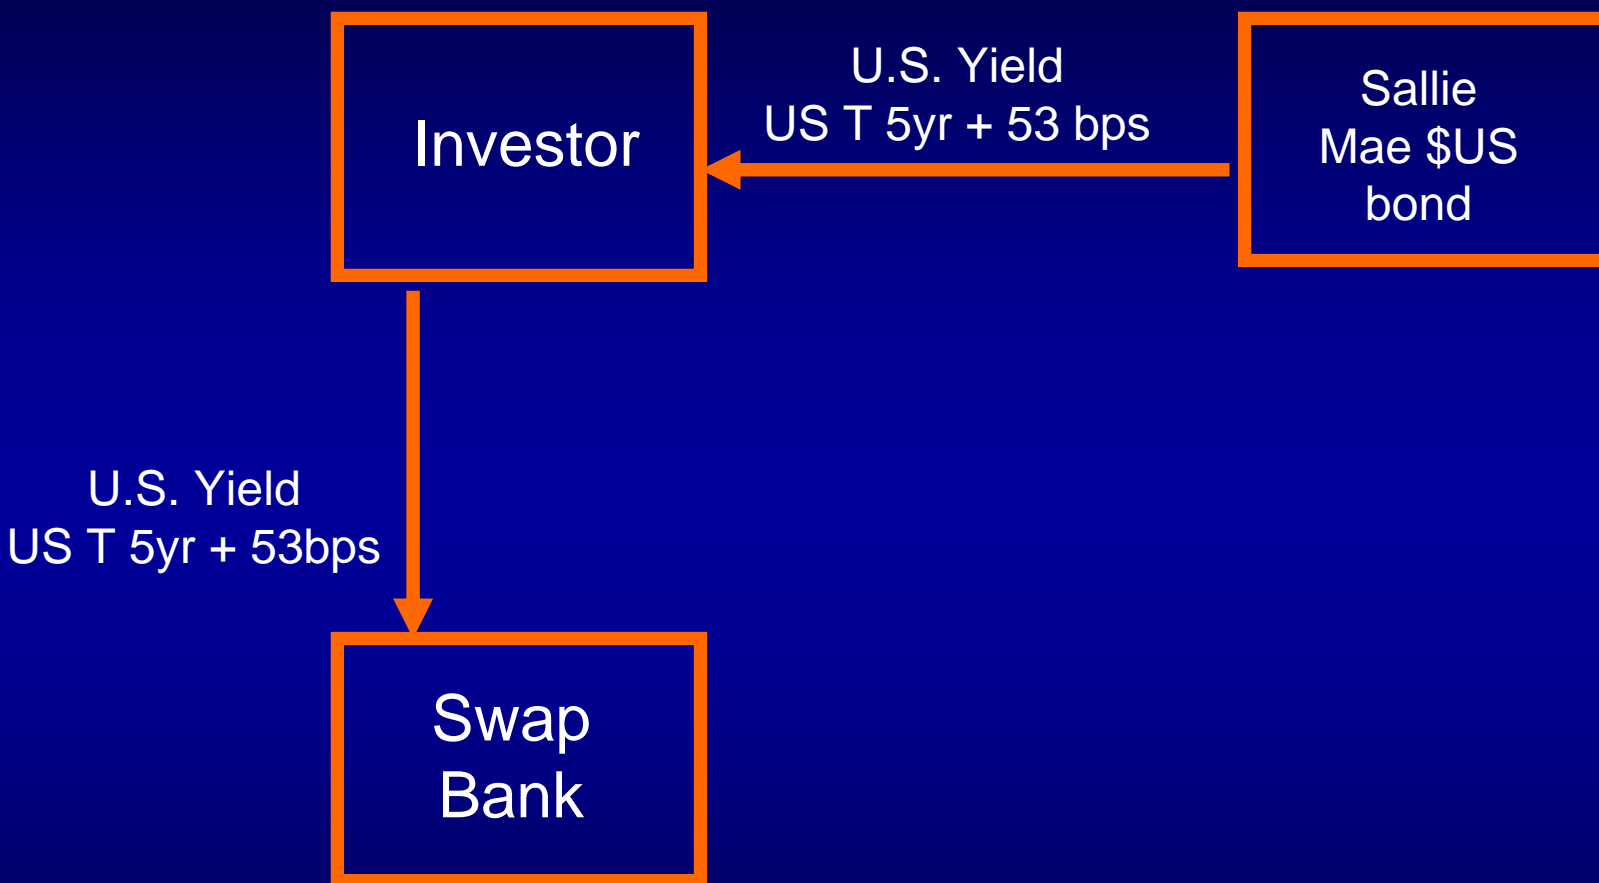 Investor
U.S. Yield
US T 5yr + 53 bps
Sallie
Mae $US
bond
U.S. Yield
US T 5yr + 53bps
Swap
Bank